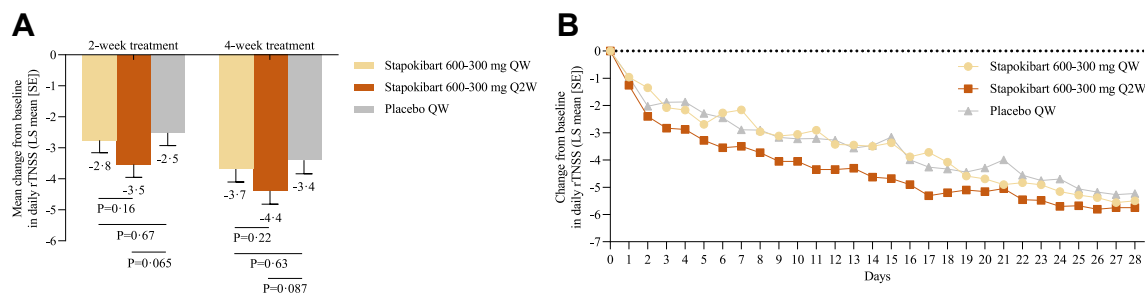 A
2-week treatment
4-week treatment
Mean change from baseline
in daily rTNSS (LS mean [SE])
0
-1
-2
-3
-4
-5
-6
-2·8
-3·5
-2·5
-3·7
-4·4
-3·4
P=0·16
P=0·67
P=0·065
P=0·22
P=0·63
P=0·087
Stapokibart 600-300 mg QW
Stapokibart 600-300 mg Q2W
Placebo QW
B
Change from baseline
in daily rTNSS (LS mean [SE])
0
-1
-2
-3
-4
-5
-6
-7
Stapokibart 600-300 mg QW
Stapokibart 600-300 mg Q2W
Placebo QW
0 1 2 3 4 5 6 7 8 9 10 11 12 13 14 15 16 17 18 19 20 21 22 23 24 25 26 27 28
Days